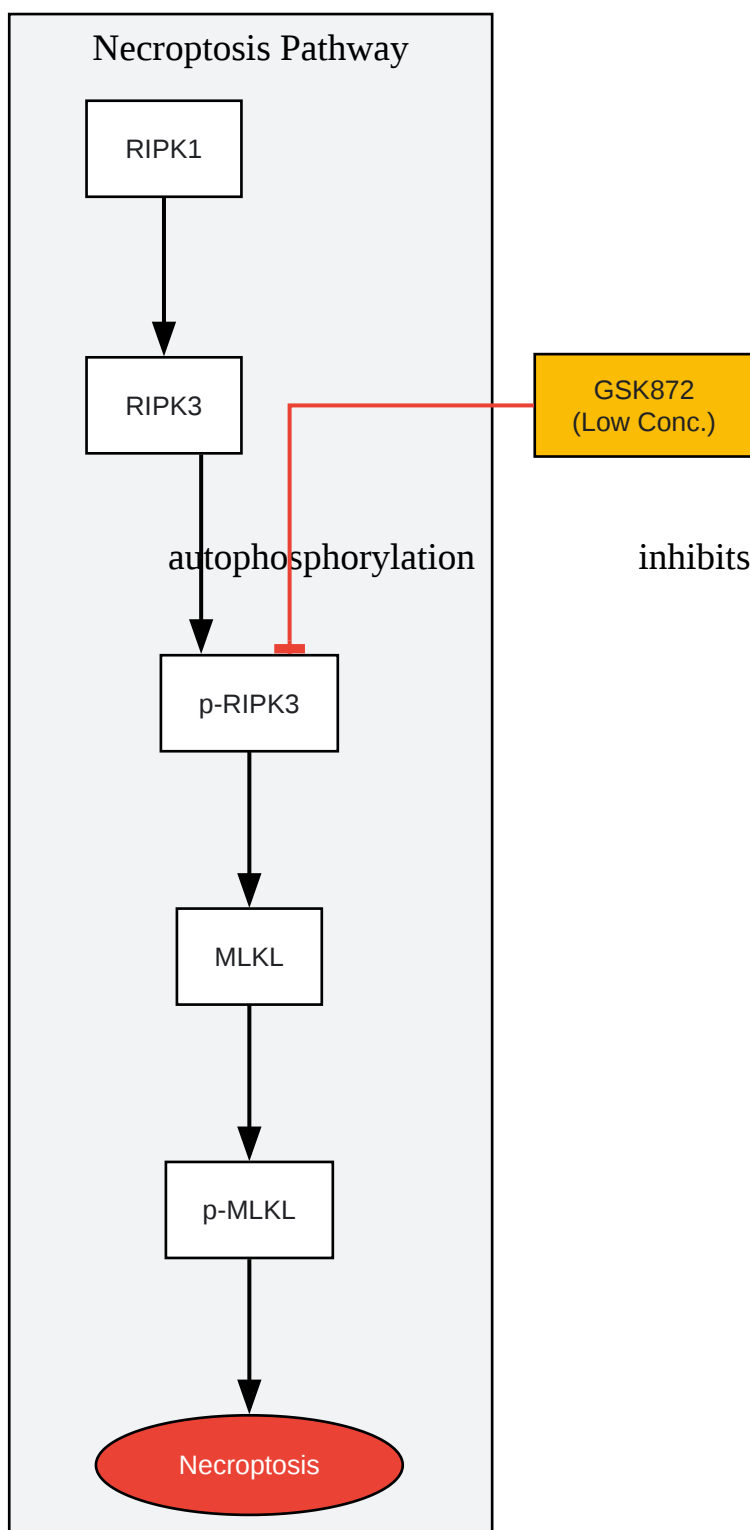 Necroptosis Pathway
RIPK1
RIPK3
GSK872
(Low Conc.)
autophosphorylation
inhibits
p-RIPK3
MLKL
p-MLKL
Necroptosis